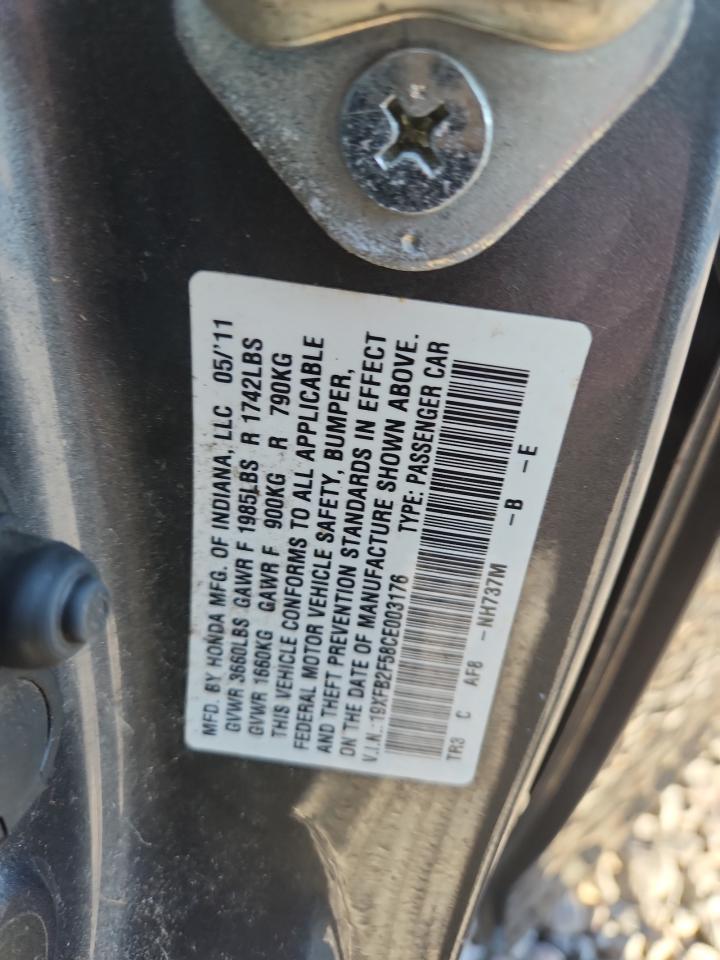 MFD. BY HONDA MFG. OF INDIANA, LLC 05/'11
GVWR 3660LBS GAWR F 1985LBS R 1742LBS
GVWR 1660KG GAWR F 900KG R 790KG
THIS VEHICLE CONFORMS TO ALL APPLICABLE
FEDERAL MOTOR VEHICLE SAFETY, BUMPER,
AND THEFT PREVENTION STANDARDS IN EFFECT
ON THE DATE OF MANUFACTURE SHOWN ABOVE.
V.I.N.: 19XFB2F58CE003176 TYPE: PASSENGER CAR
TR3 C AF8 -NH737M -B -E